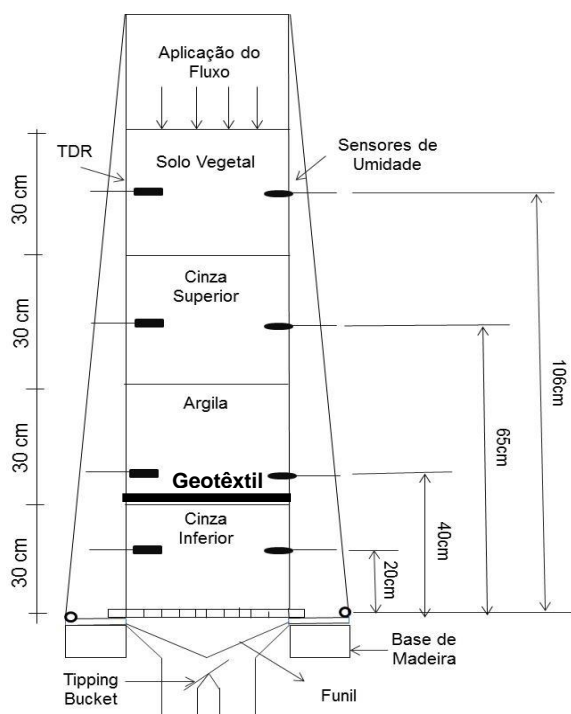 Aplicação do
Fluxo
TDR
Sensores de
Umidade
Solo Vegetal
30 cm
Cinza
Superior
30 cm
106cm
Argila
65cm
30 cm
Geotêxtil
40cm
Cinza
Inferior
30 cm
20cm
Base de
Madeira
Tipping
Bucket
Funil